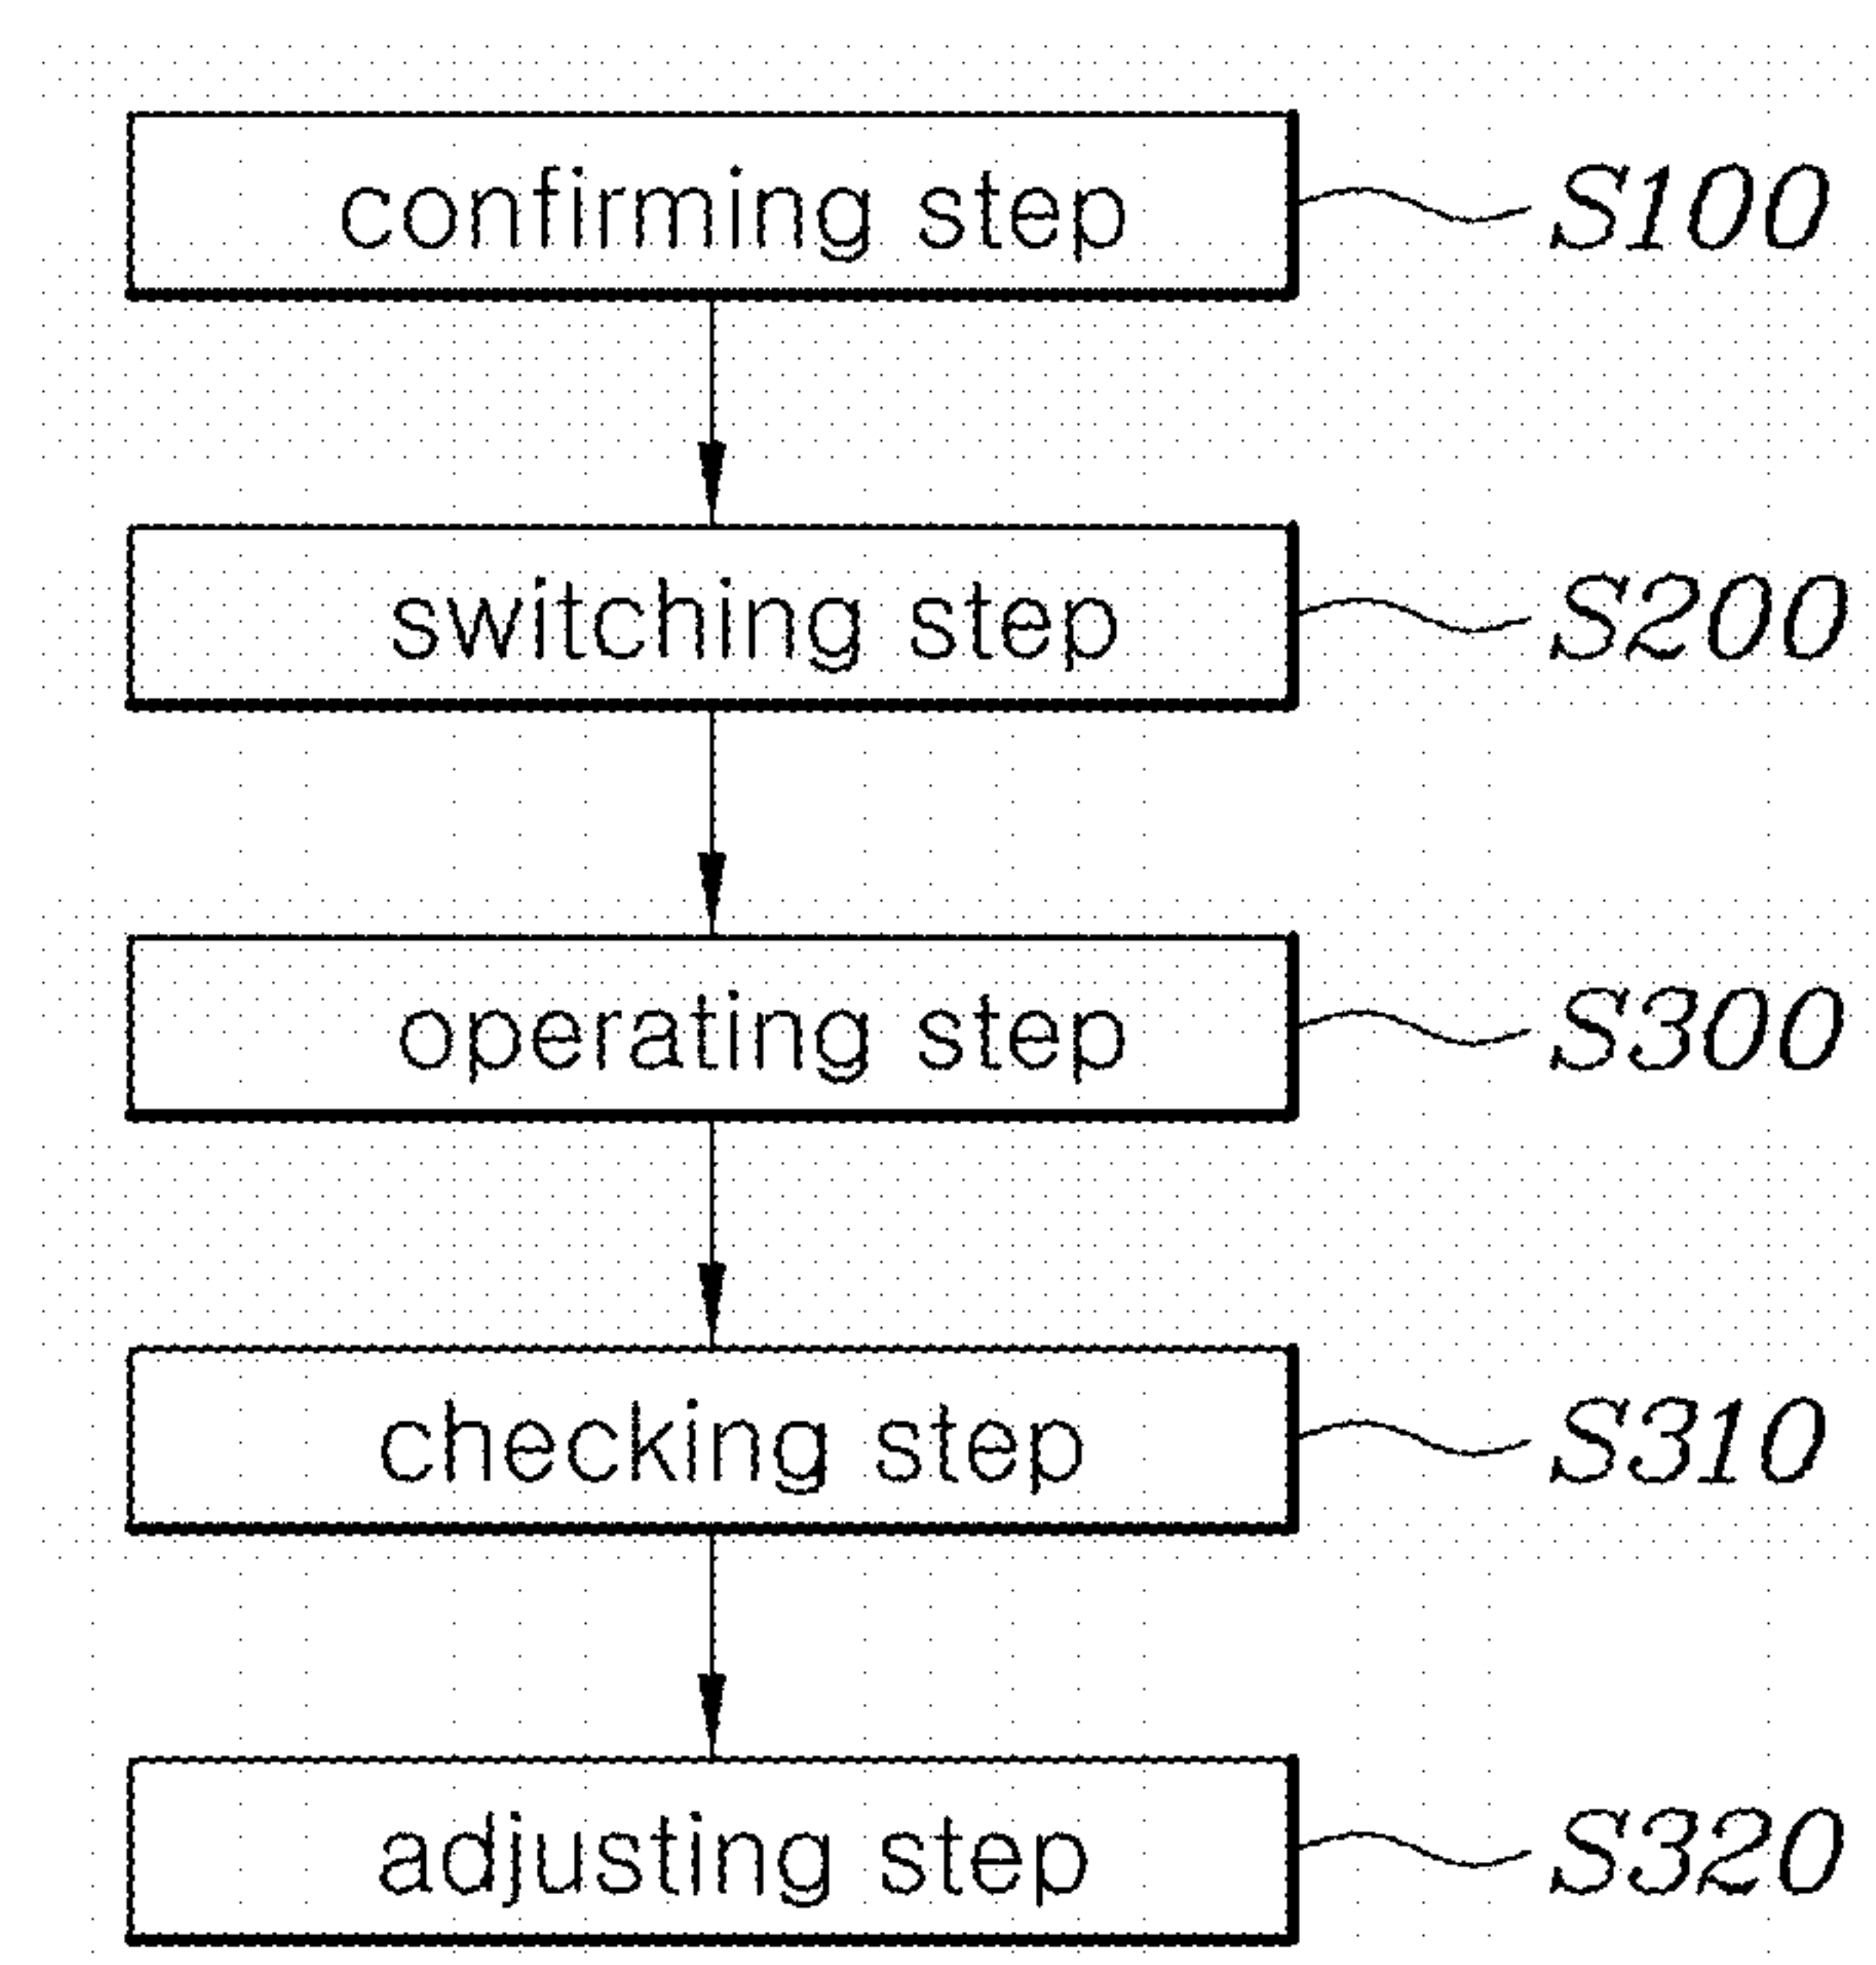 confirming step S100
switching step S200
operating step S300
checking step S310
adjusting step S320